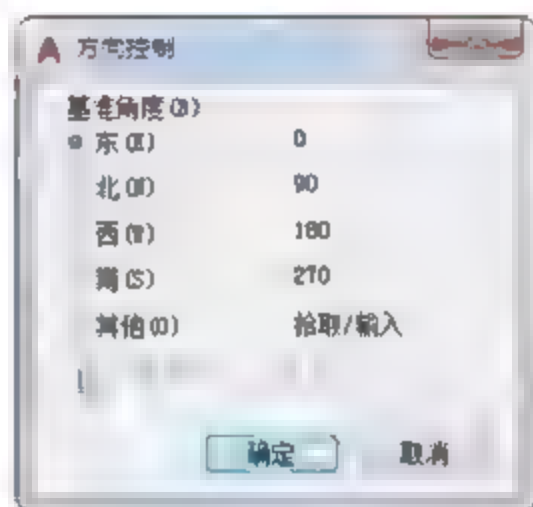 方向控制
基准角度(B)
东(E) 0
北(N) 90
西(W) 180
南(S) 270
其他(O) 拾取/输入
确定 取消